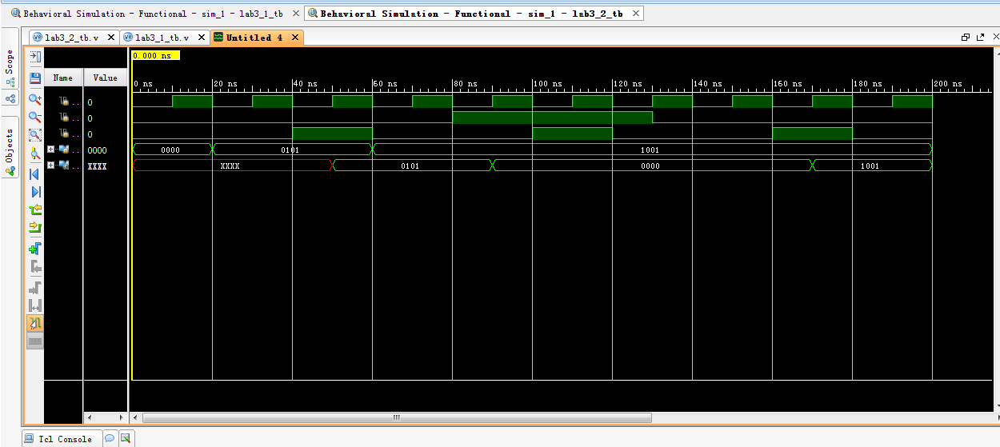 Behavioral Simulation - Functional - sim_1 - lab3_1_tb
Behavioral Simulation - Functional - sim_1 - lab3_2_tb
lab3_2_tb.v
lab3_1_tb.v
Untitled 4
Scope
Objects
0.000 ns
Name
Value
0 ns
20 ns
40 ns
60 ns
80 ns
100 ns
120 ns
140 ns
160 ns
180 ns
200 ns
... 0
... 0
... 0
... 0000 0000 0101 1001
... XXXX XXXX 0101 0000 1001
Tcl Console